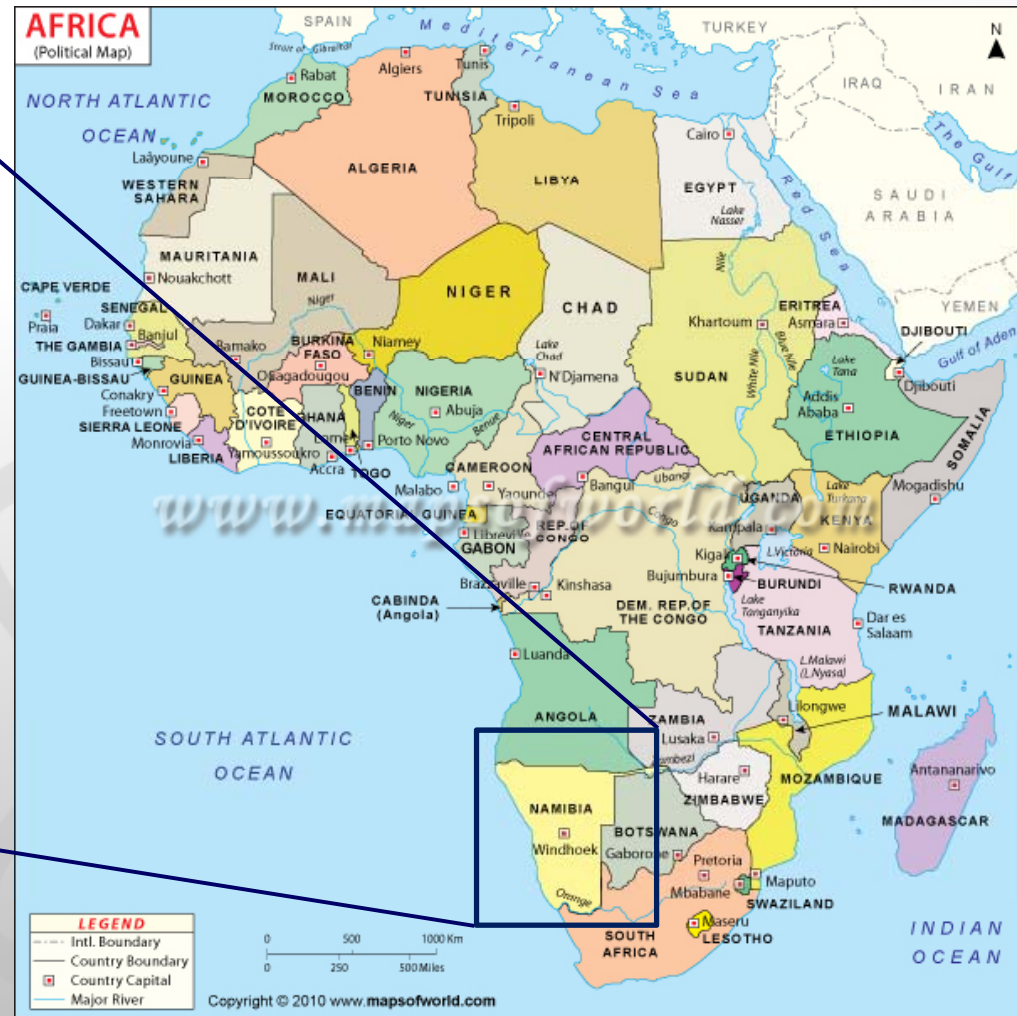 AFRICA
(Political Map)
SPAIN
TURKEY
N
Strait of Gibraltar
Mediterranean Sea
IRAQ
IRAN
Rabat
MOROCCO
Algiers
Tunis
TUNISIA
Tripoli
NORTH ATLANTIC
OCEAN
Cairo
The Gulf
Laâyoune
WESTERN
SAHARA
ALGERIA
LIBYA
EGYPT
Lake
Nasser
Red Sea
SAUDI
ARABIA
MAURITANIA
Nouakchott
MALI
NIGER
CHAD
Nile
CAPE VERDE
Praia
SENEGAL
Dakar
Banjul
THE GAMBIA
Bissau
GUINEA-BISSAU
Niger
Bamako
BURKINA
FASO
Ouagadougou
Niamey
Lake
Chad
N'Djamena
Khartoum
SUDAN
White Nile
Blue Nile
ERITREA
Asmara
YEMEN
DJIBOUTI
Gulf of Aden
Djibouti
Lake
Tana
Addis
Ababa
ETHIOPIA
SOMALIA
Mogadishu
GUINEA
Conakry
Freetown
SIERRA LEONE
Monrovia
LIBERIA
COTE
D'IVOIRE
Yamoussoukro
GHANA
Accra
Lome
TOGO
BENIN
Porto Novo
NIGERIA
Abuja
Niger
Benue
CENTRAL
AFRICAN REPUBLIC
Bangui
Ubangi
CAMEROON
Yaounde
Malabo
EQUATORIAL GUINEA
www.mapsofworld.com
Libreville
GABON
REP.OF
CONGO
Congo
UGANDA
Kampala
Lake
Turkana
KENYA
Nairobi
Kigali
L.Victoria
Bujumbura
BURUNDI
RWANDA
Brazzaville
Kinshasa
CABINDA
(Angola)
DEM. REP.OF
THE CONGO
Lake
Tanganyika
TANZANIA
Dar es
Salaam
Luanda
L.Malawi
(L.Nyasa)
ANGOLA
ZAMBIA
Lusaka
Zambezi
Lilongwe
MALAWI
SOUTH ATLANTIC
OCEAN
Harare
ZIMBABWE
MOZAMBIQUE
Antananarivo
MADAGASCAR
NAMIBIA
Windhoek
BOTSWANA
Gaborone
Pretoria
Mbabane
Maputo
SWAZILAND
Orange
Maseru
LESOTHO
SOUTH
AFRICA
INDIAN
OCEAN
LEGEND
Intl. Boundary
Country Boundary
Country Capital
Major River
0 500 1000 Km
0 250 500 Miles
Copyright © 2010 www.mapsofworld.com